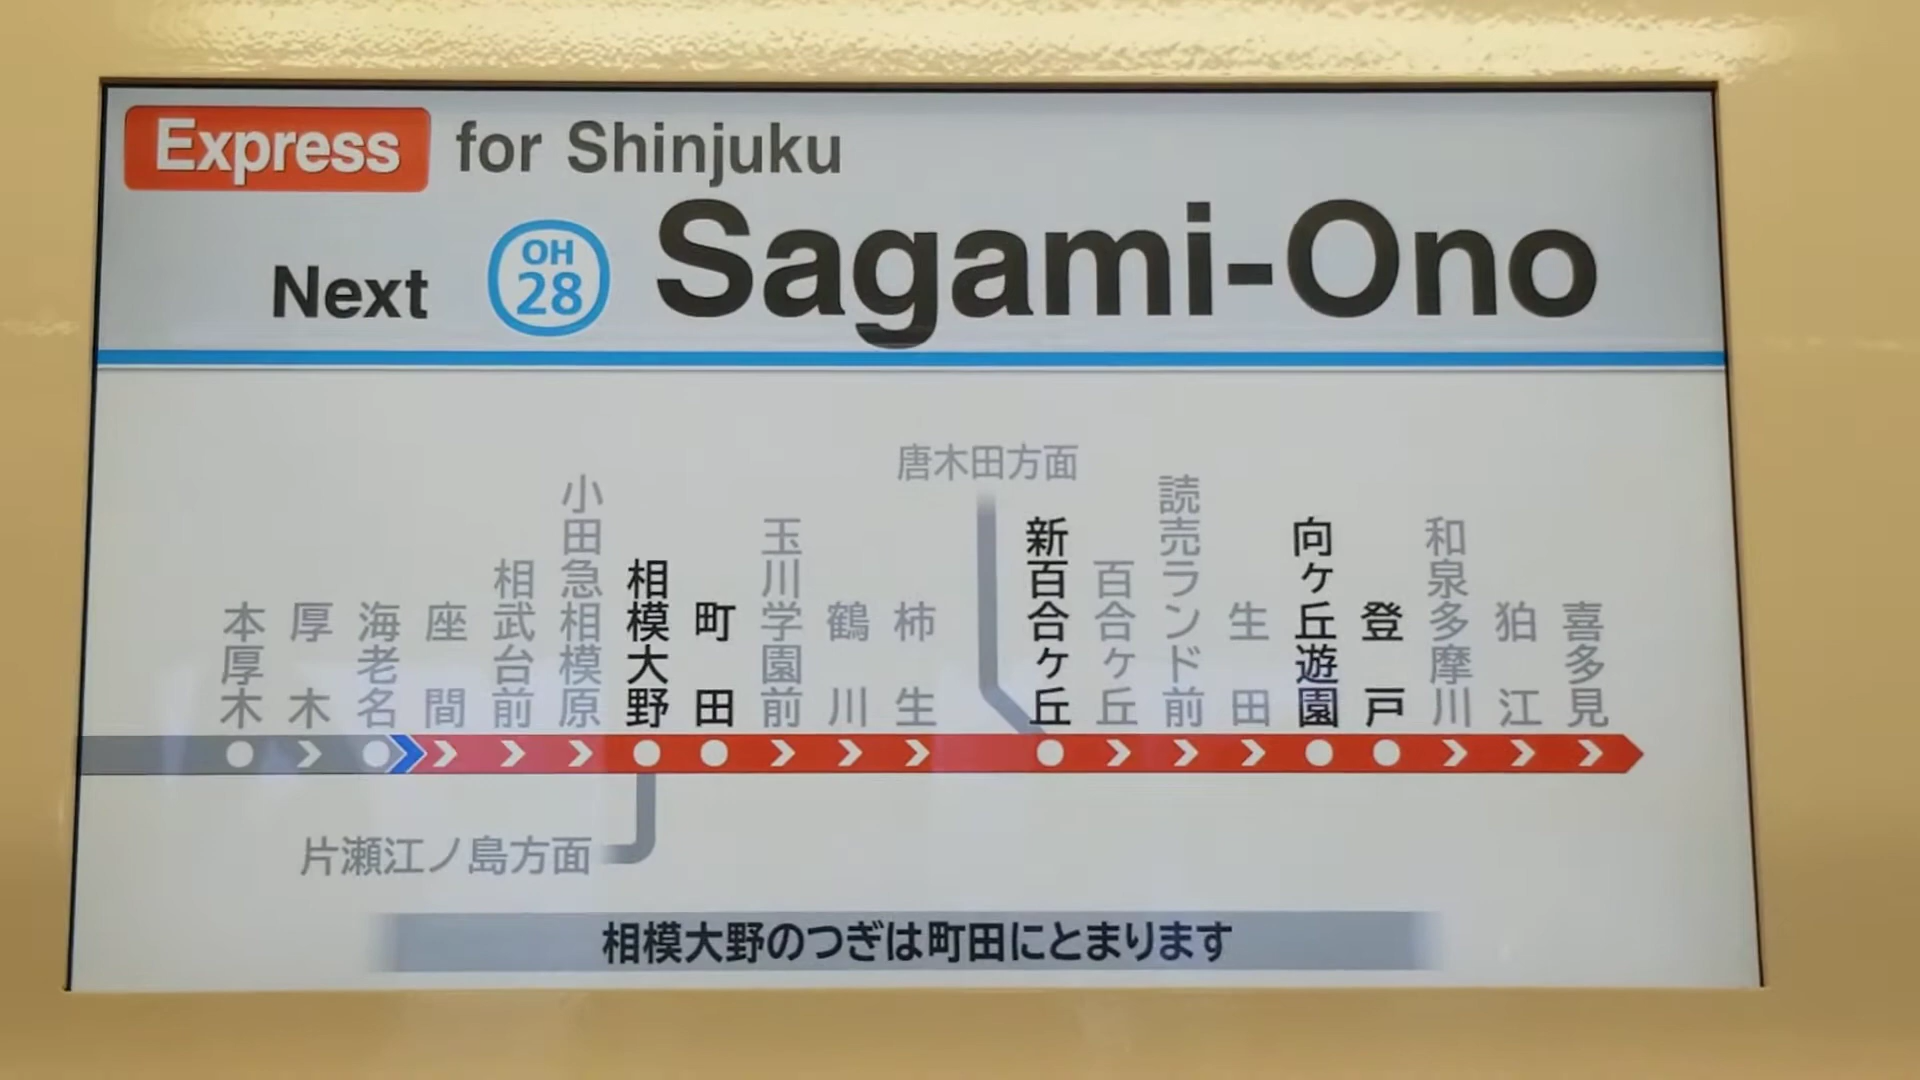 Express for Shinjuku
Next OH 28 Sagami-Ono
唐木田方面
本厚木
厚木
海老名
座間
相武台前
小田急相模原
相模大野
町田
玉川学園前
鶴川
柿生
新百合ヶ丘
百合ヶ丘
読売ランド前
生田
向ヶ丘遊園
登戸
和泉多摩川
狛江
喜多見
片瀬江ノ島方面
相模大野のつぎは町田にとまります